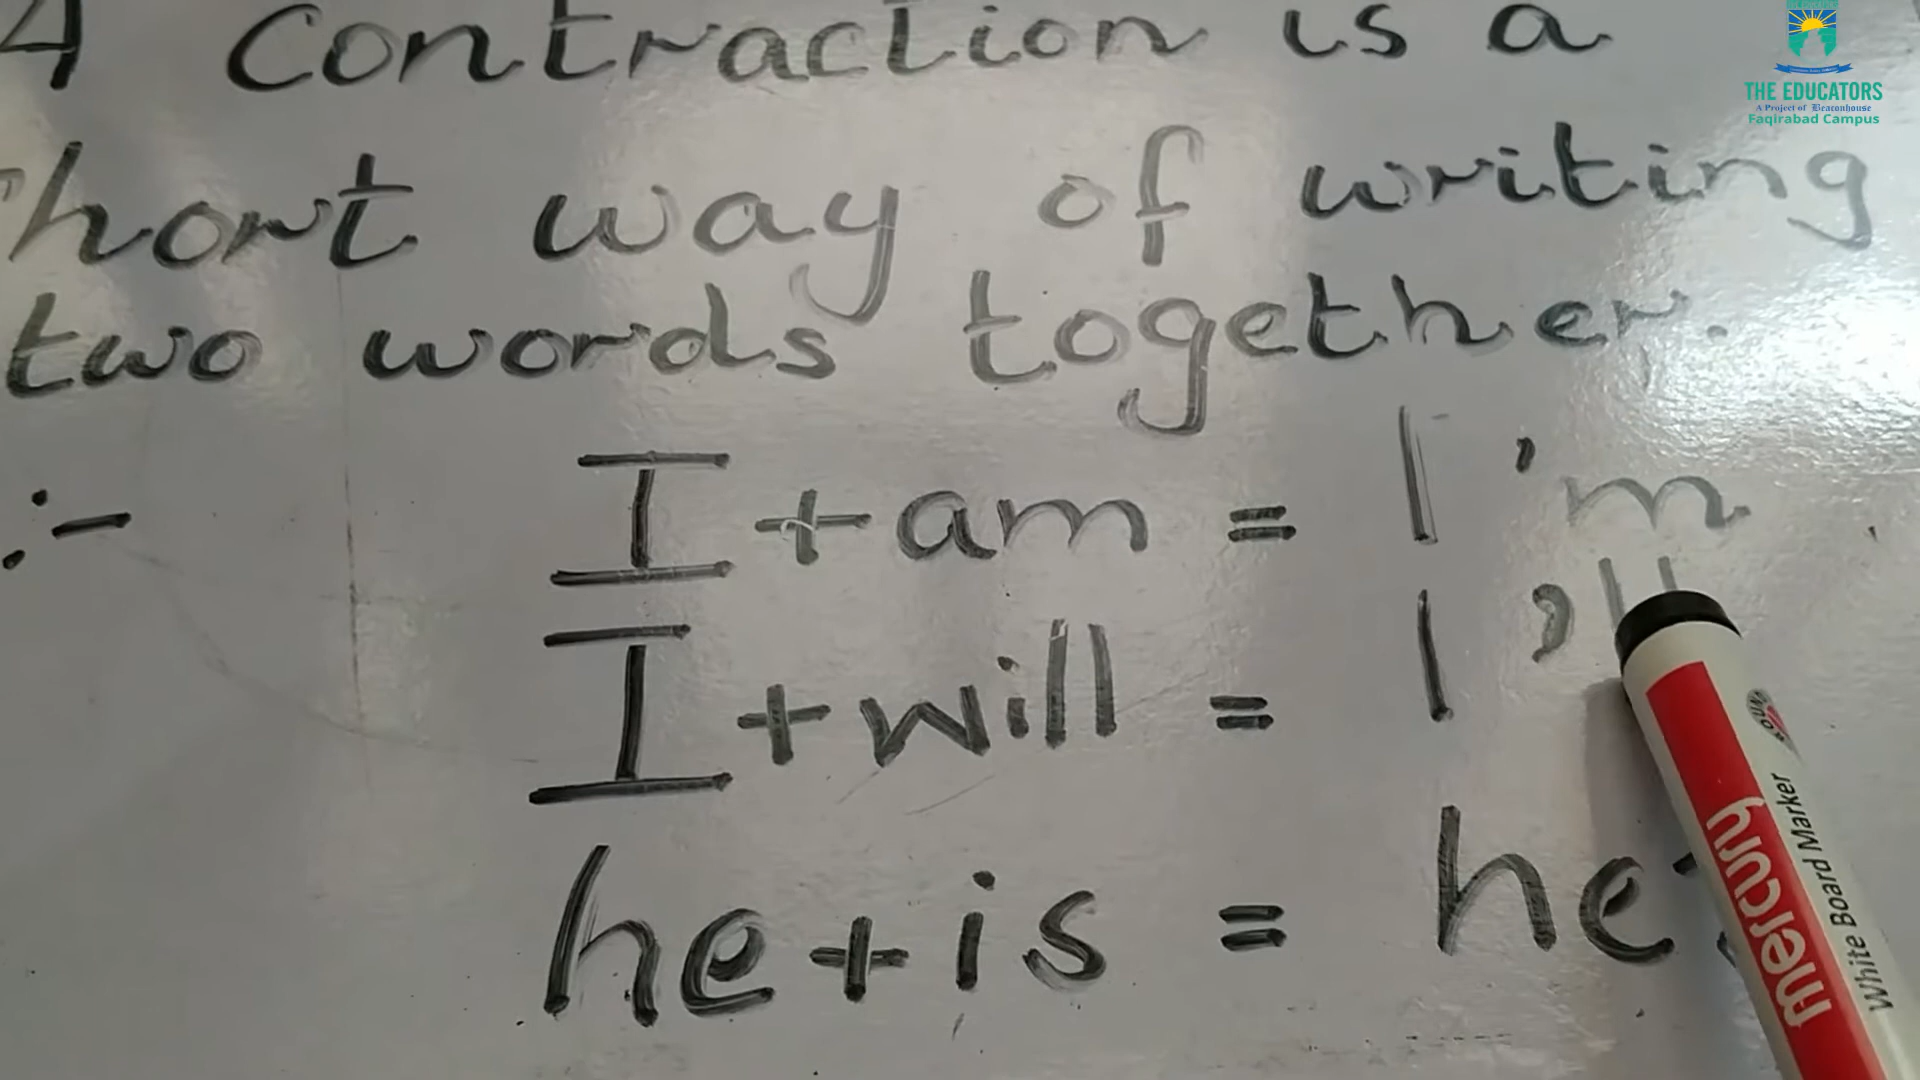 A Contraction is a
hort way of writing
two words together.
:- I + am = I'm
I + will = I'll
he + is = he'
THE EDUCATORS
A Project of Beaconhouse
Faqirabad Campus
mercury
White Board Marker